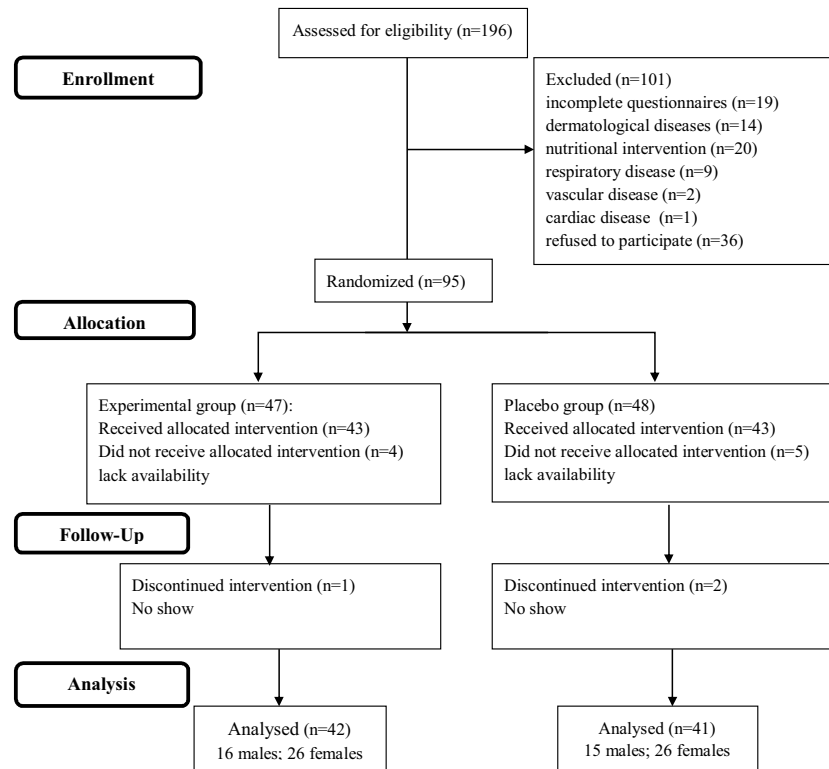 Assessed for eligibility (n=196)
Enrollment
Excluded (n=101)
incomplete questionnaires (n=19)
dermatological diseases (n=14)
nutritional intervention (n=20)
respiratory disease (n=9)
vascular disease (n=2)
cardiac disease (n=1)
refused to participate (n=36)
Randomized (n=95)
Allocation
Experimental group (n=47):
Received allocated intervention (n=43)
Did not receive allocated intervention (n=4)
lack availability
Placebo group (n=48)
Received allocated intervention (n=43)
Did not receive allocated intervention (n=5)
lack availability
Follow-Up
Discontinued intervention (n=1)
No show
Discontinued intervention (n=2)
No show
Analysis
Analysed (n=42)
16 males; 26 females
Analysed (n=41)
15 males; 26 females